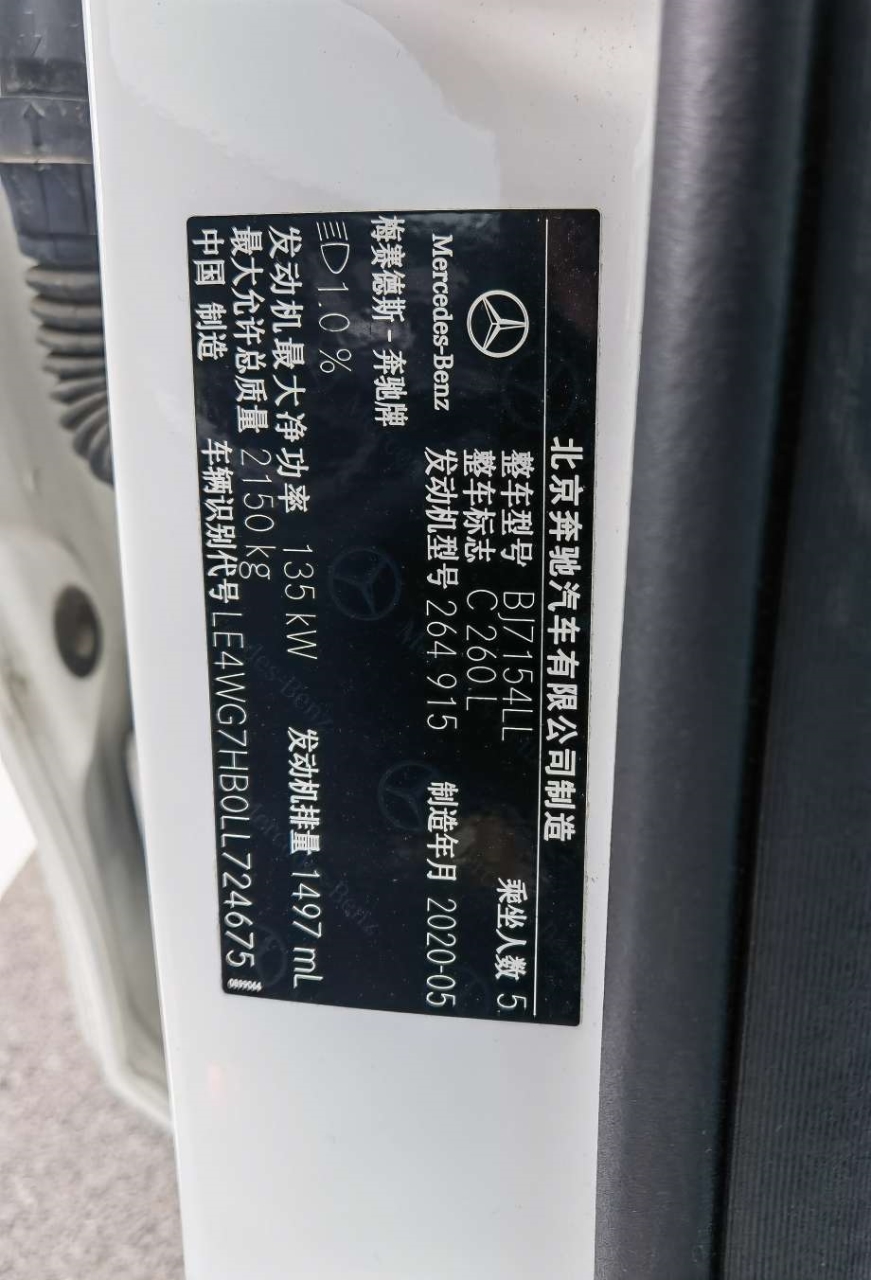 北京奔驰汽车有限公司制造
整车型号 BJ7154LL 乘坐人数 5
整车标志 C 260 L
Mercedes-Benz 发动机型号 264 915 制造年月 2020-05
梅赛德斯-奔驰牌
1.0 %
发动机最大净功率 135 kW 发动机排量 1497 mL
最大允许总质量 2150 kg
中国 制造 车辆识别代号 LE4WG7HB0LL724675